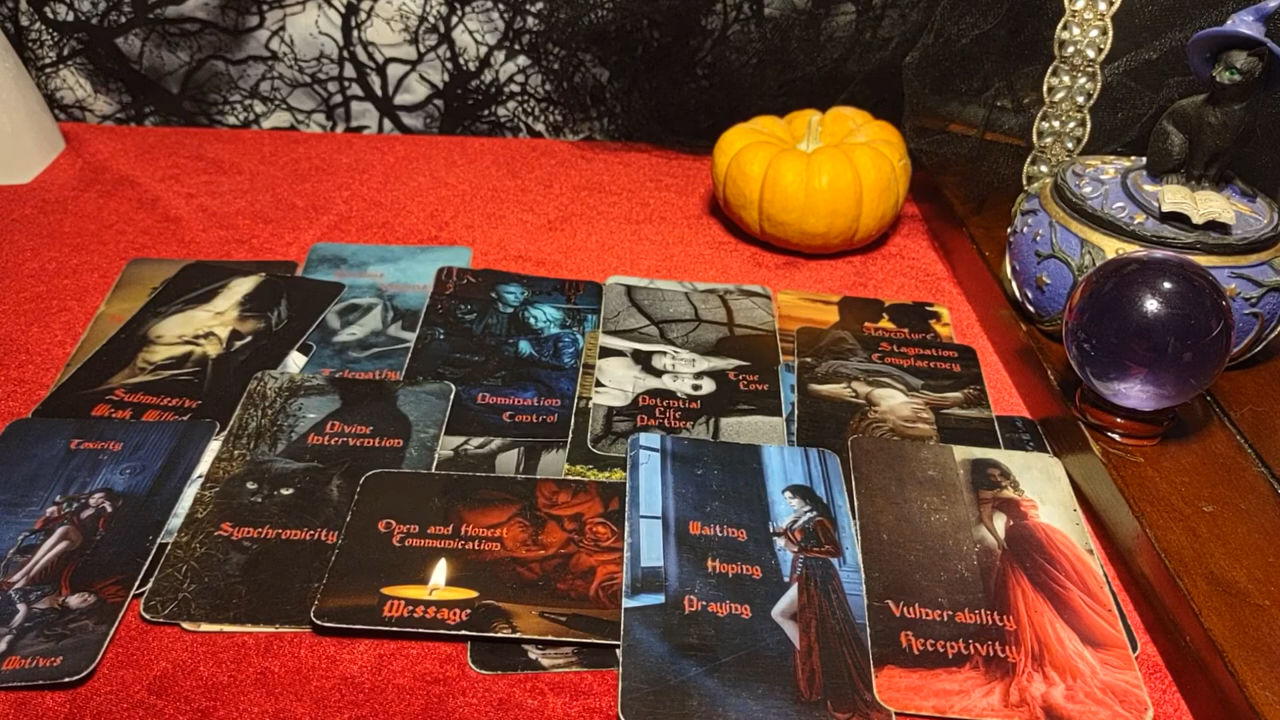 Submissive
Weak Willed
Telepathy
Domination
Control
True
Love
Potential
Life
Partner
Adventure
Stagnation
Complacency
Toxicity
Motives
Divine
Intervention
Synchronicity
Open and Honest
Communication
Message
Waiting
Hoping
Praying
Vulnerability
Receptivity